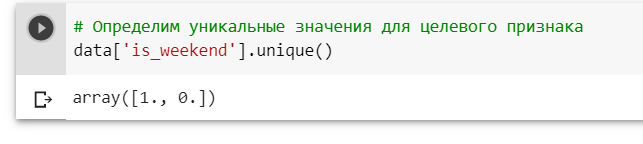 # Определим уникальные значения для целевого признака
data['is_weekend'].unique()
array([1., 0.])